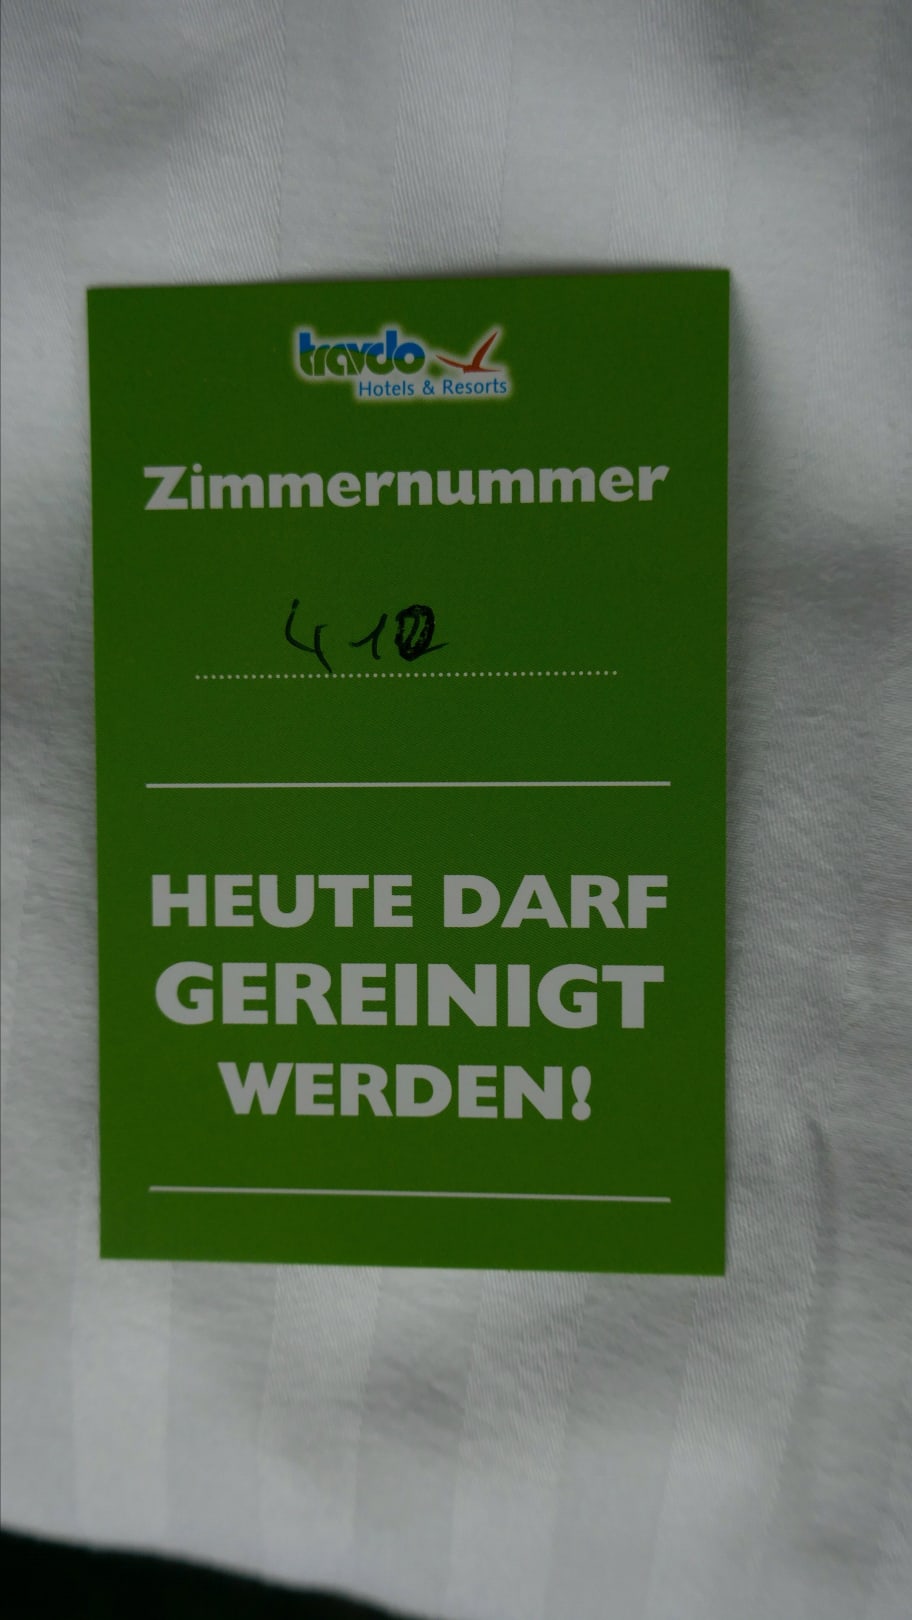 travdo
Hotels & Resorts
Zimmernummer
HEUTE DARF
GEREINIGT
WERDEN!